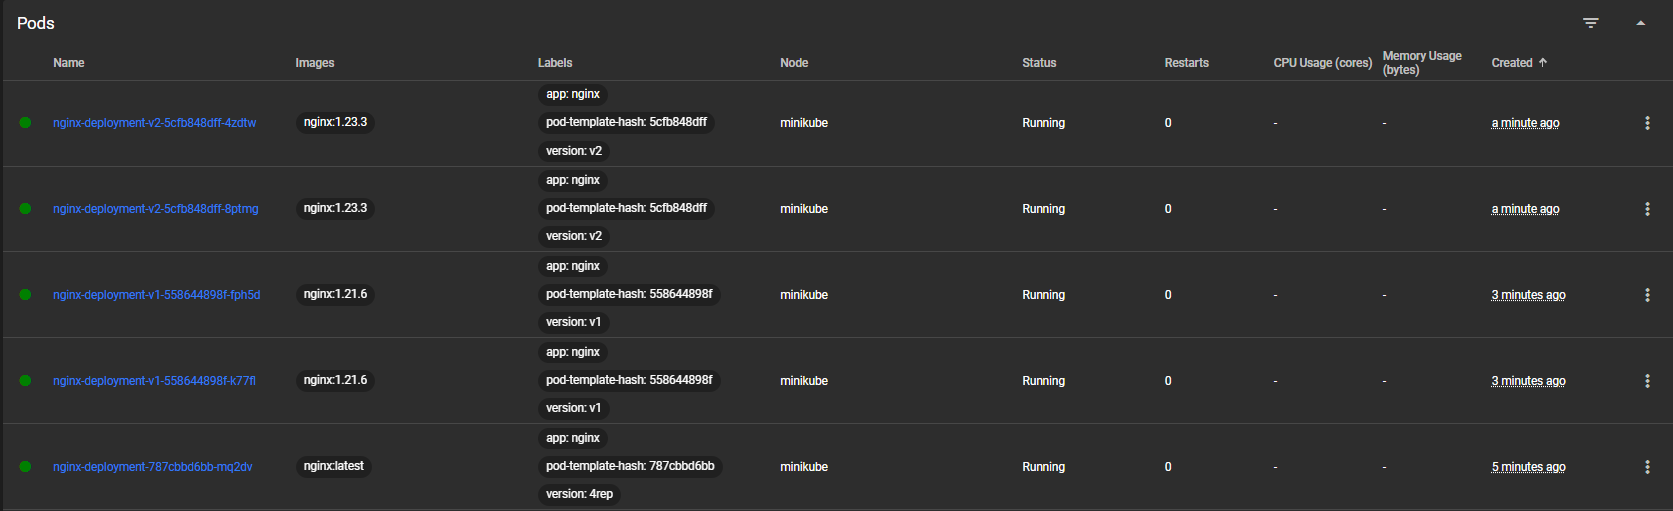 Pods
Name Images Labels Node Status Restarts CPU Usage (cores) Memory Usage (bytes) Created
app: nginx
nginx-deployment-v2-5cfb848dff-4zdtw nginx:1.23.3 pod-template-hash: 5cfb848dff minikube Running 0 - - a minute ago
version: v2
app: nginx
nginx-deployment-v2-5cfb848dff-8ptmg nginx:1.23.3 pod-template-hash: 5cfb848dff minikube Running 0 - - a minute ago
version: v2
app: nginx
nginx-deployment-v1-558644898f-fph5d nginx:1.21.6 pod-template-hash: 558644898f minikube Running 0 - - 3 minutes ago
version: v1
app: nginx
nginx-deployment-v1-558644898f-k77fl nginx:1.21.6 pod-template-hash: 558644898f minikube Running 0 - - 3 minutes ago
version: v1
app: nginx
nginx-deployment-787cbbd6bb-mq2dv nginx:latest pod-template-hash: 787cbbd6bb minikube Running 0 - - 5 minutes ago
version: 4rep